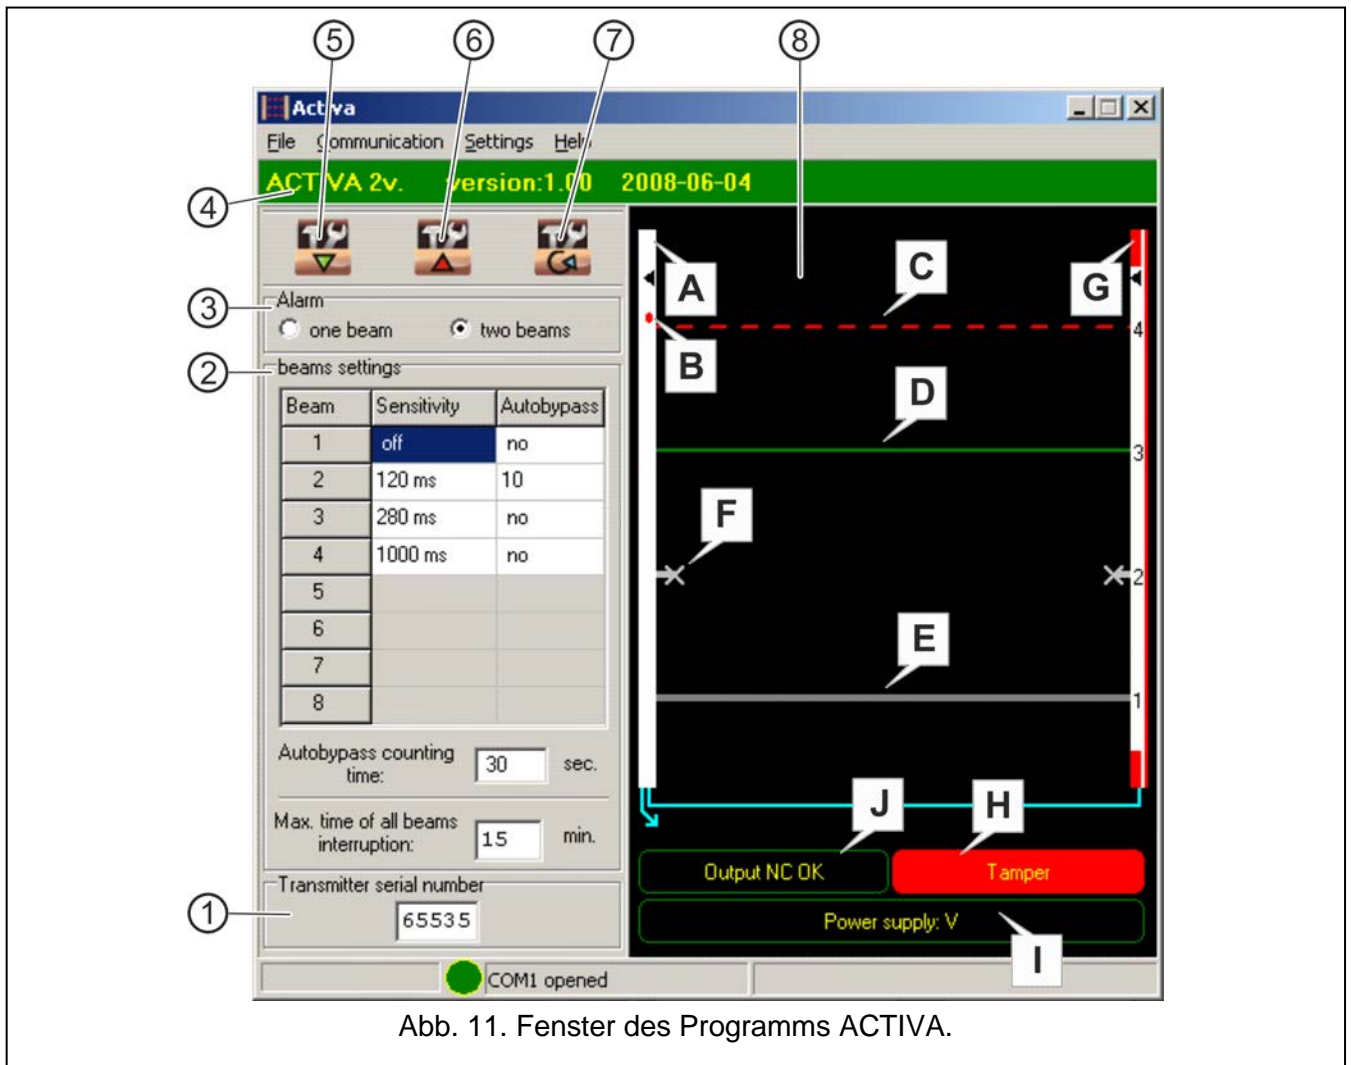 5 6 7 8
Activa
File Communication Settings Help
4
ACTIVA 2v. version:1.00 2008-06-04
3
Alarm
one beam two beams
2
beams settings
Beam Sensitivity Autobypass
1 off no
2 120 ms 10
3 280 ms no
4 1000 ms no
5
6
7
8
Autobypass counting
time: 30 sec.
Max. time of all beams
interruption: 15 min.
1
Transmitter serial number
65535
COM1 opened
A C G
4
B
D
3
F
2
E
1
J H
Output NC OK Tamper
Power supply: V
I
Abb. 11. Fenster des Programms ACTIVA.